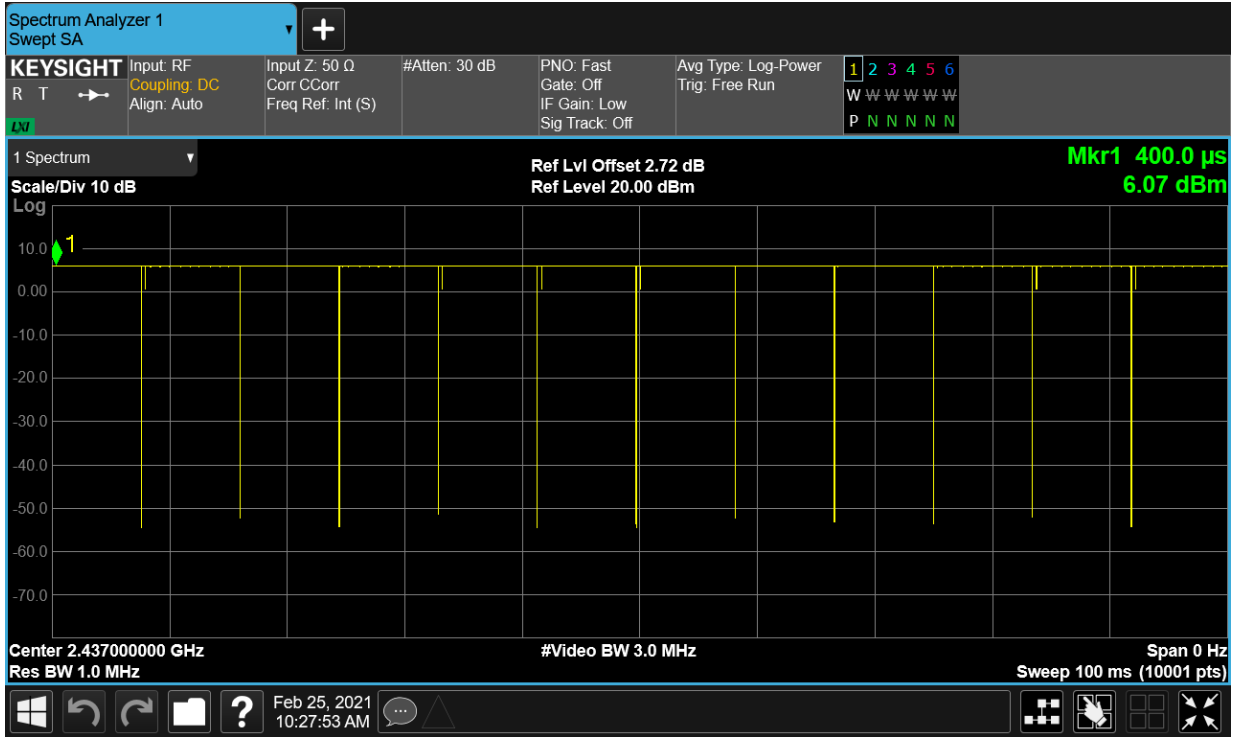 Spectrum Analyzer 1
Swept SA
KEYSIGHT
R T
LXI
Input: RF
Coupling: DC
Align: Auto
Input Z: 50 Ω
Corr CCorr
Freq Ref: Int (S)
#Atten: 30 dB
PNO: Fast
Gate: Off
IF Gain: Low
Sig Track: Off
Avg Type: Log-Power
Trig: Free Run
1 2 3 4 5 6
W W W W W W
P N N N N N
1 Spectrum
Scale/Div 10 dB
Log
Ref Lvl Offset 2.72 dB
Ref Level 20.00 dBm
Mkr1 400.0 µs
6.07 dBm
1
10.0
0.00
-10.0
-20.0
-30.0
-40.0
-50.0
-60.0
-70.0
Center 2.437000000 GHz
Res BW 1.0 MHz
#Video BW 3.0 MHz
Span 0 Hz
Sweep 100 ms (10001 pts)
?
Feb 25, 2021
10:27:53 AM